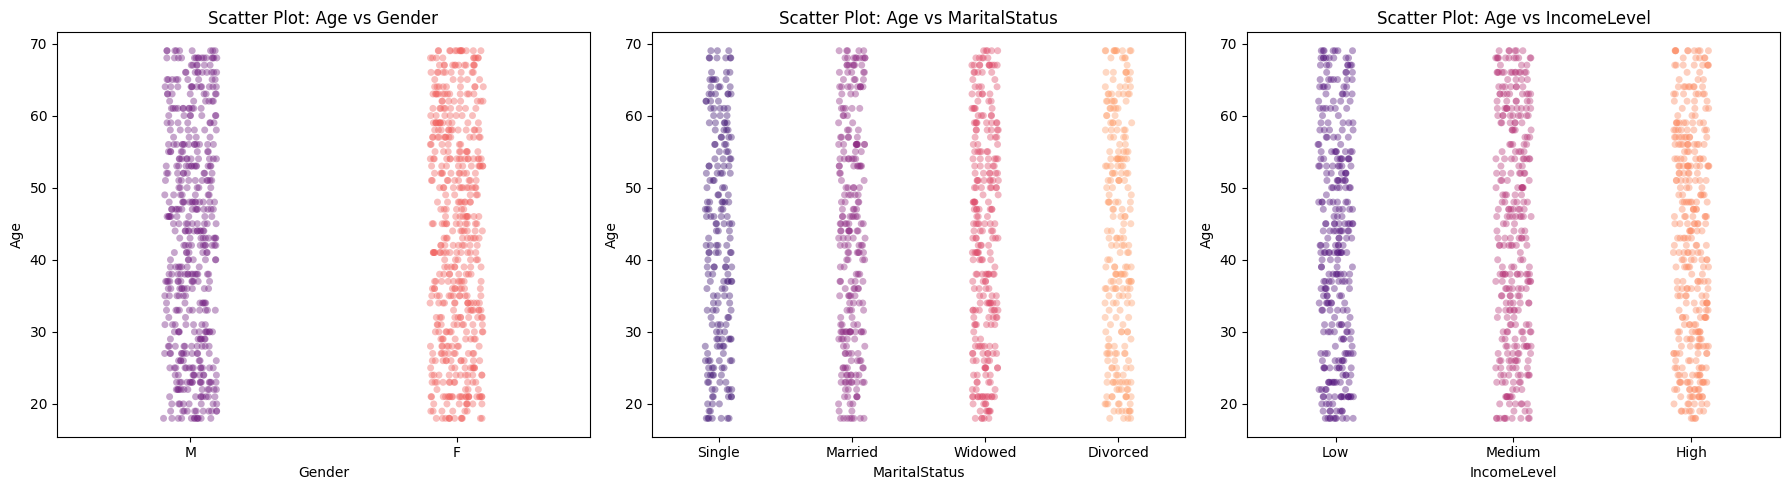 Scatter Plot: Age vs Gender
70
60
50
40
30
20
Age
M
F
Gender
Scatter Plot: Age vs MaritalStatus
70
60
50
40
30
20
Age
Single
Married
Widowed
Divorced
MaritalStatus
Scatter Plot: Age vs IncomeLevel
70
60
50
40
30
20
Age
Low
Medium
High
IncomeLevel